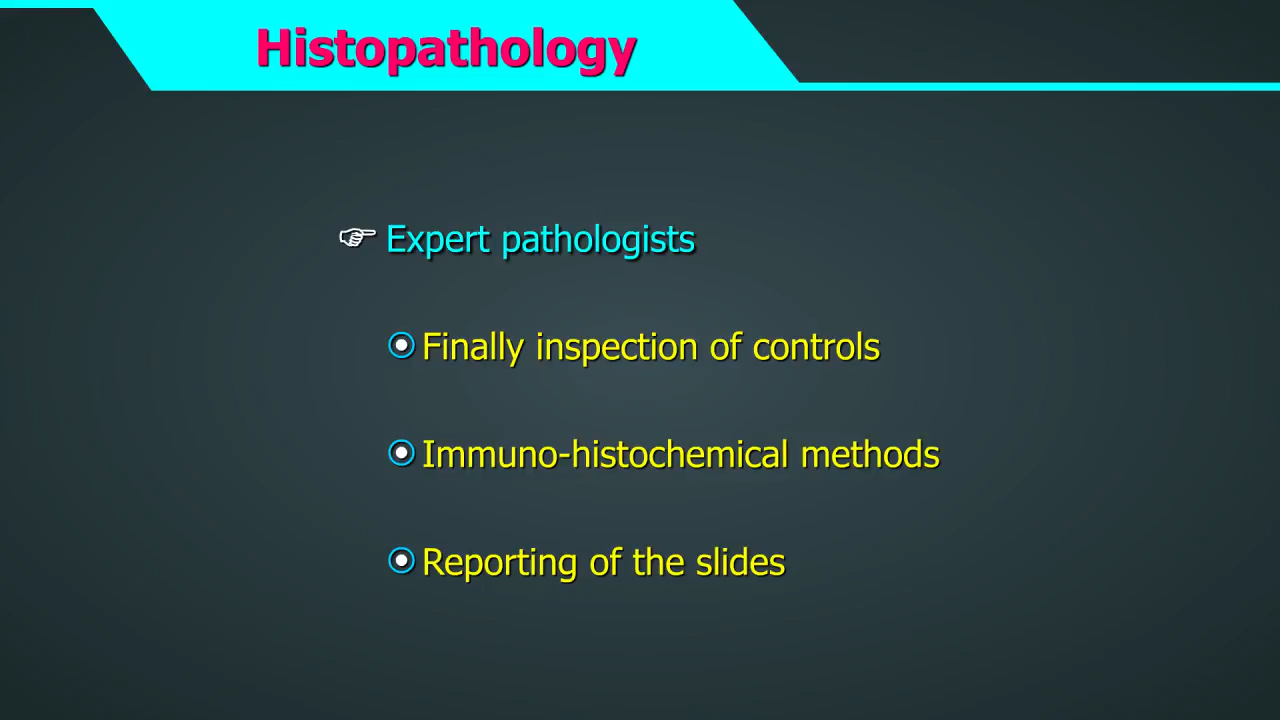 Histopathology
Expert pathologists
Finally inspection of controls
Immuno-histochemical methods
Reporting of the slides